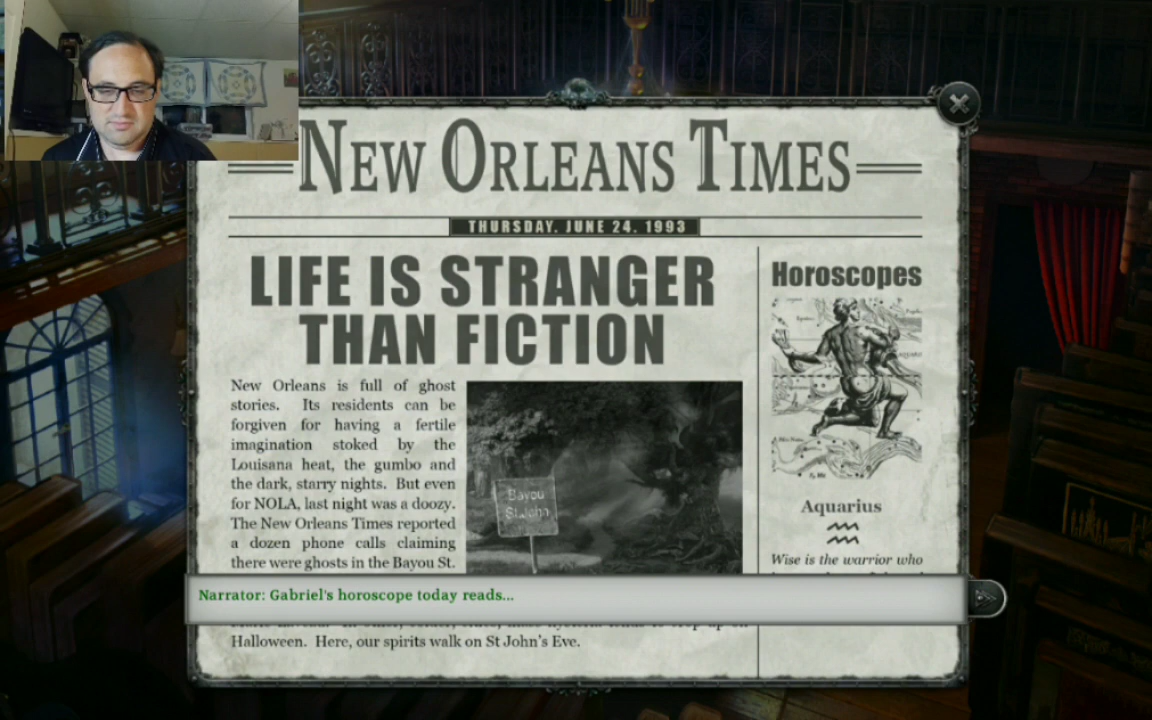 NEW ORLEANS TIMES
THURSDAY, JUNE 24, 1993
LIFE IS STRANGER
THAN FICTION
New Orleans is full of ghost
stories. Its residents can be
forgiven for having a fertile
imagination stoked by the
Louisana heat, the gumbo and
the dark, starry nights. But even
for NOLA, last night was a doozy.
The New Orleans Times reported
a dozen phone calls claiming
there were ghosts in the Bayou St.
Bayou
St. John
Halloween. Here, our spirits walk on St John's Eve.
Horoscopes
Aquarius
Wise is the warrior who
Narrator: Gabriel's horoscope today reads...